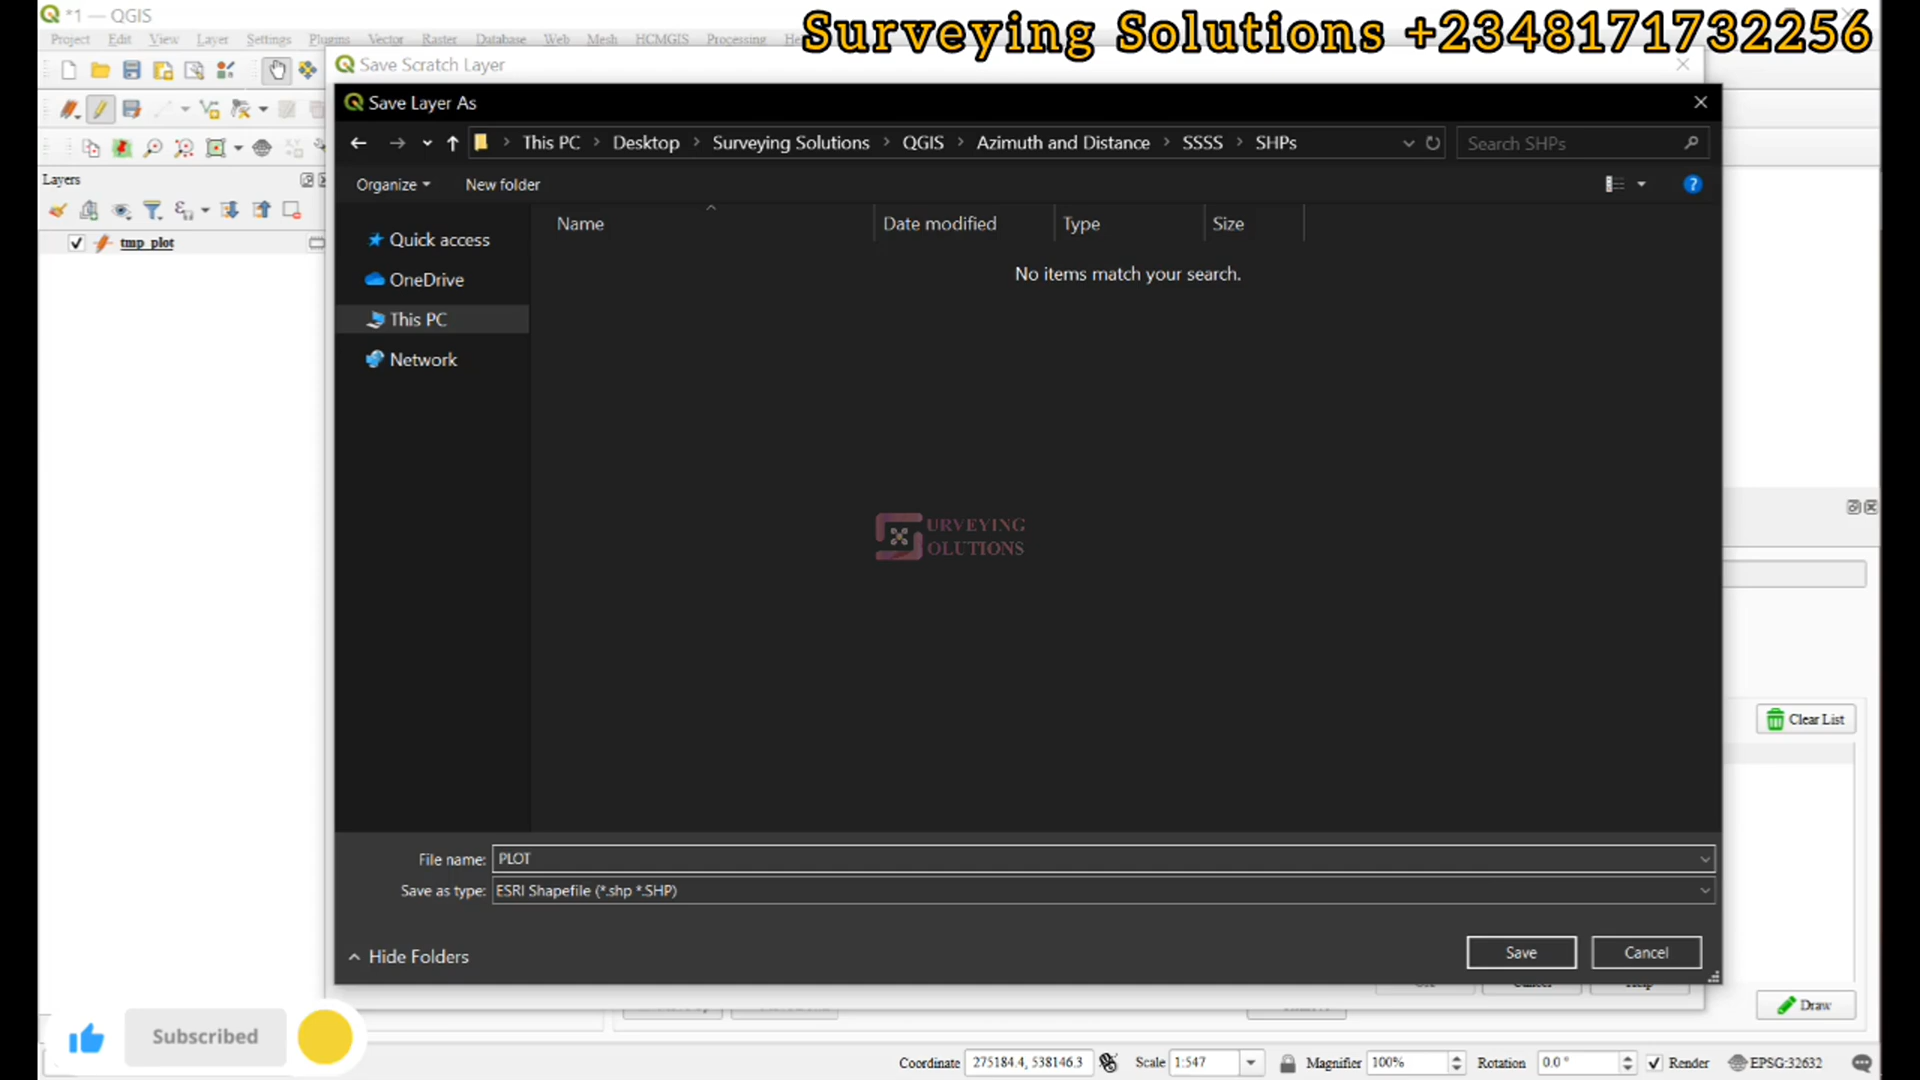 *1 — QGIS
Surveying Solutions +2348171732256
Project Edit View Layer Settings Plugins Vector Raster Database Web Mesh HCMGIS Processing
Save Scratch Layer
Save Layer As
This PC > Desktop > Surveying Solutions > QGIS > Azimuth and Distance > SSSS > SHPs
Search SHPs
Organize
New folder
Layers
tmp_plot
Quick access
OneDrive
This PC
Network
Name
Date modified
Type
Size
No items match your search.
URVEYING
OLUTIONS
Clear List
File name: PLOT
Save as type: ESRI Shapefile (*.shp *.SHP)
Hide Folders
Save
Cancel
Draw
Subscribed
Coordinate 275184.4, 538146.3 Scale 1:547 Magnifier 100% Rotation 0.0 ° Render EPSG:32632